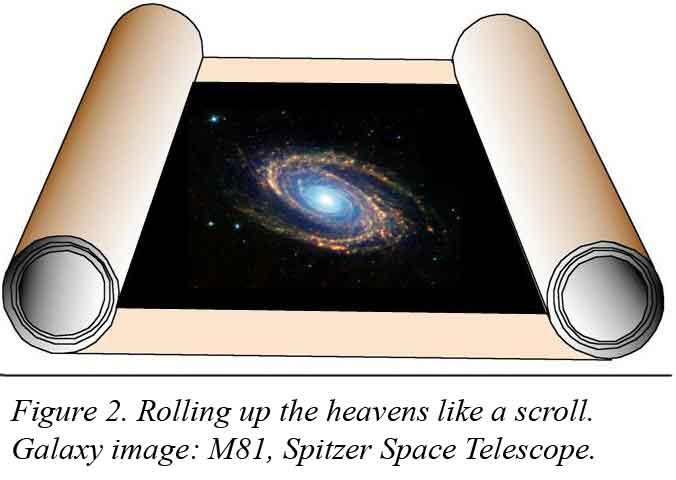 Figure 2. Rolling up the heavens like a scroll.
Galaxy image: M81, Spitzer Space Telescope.